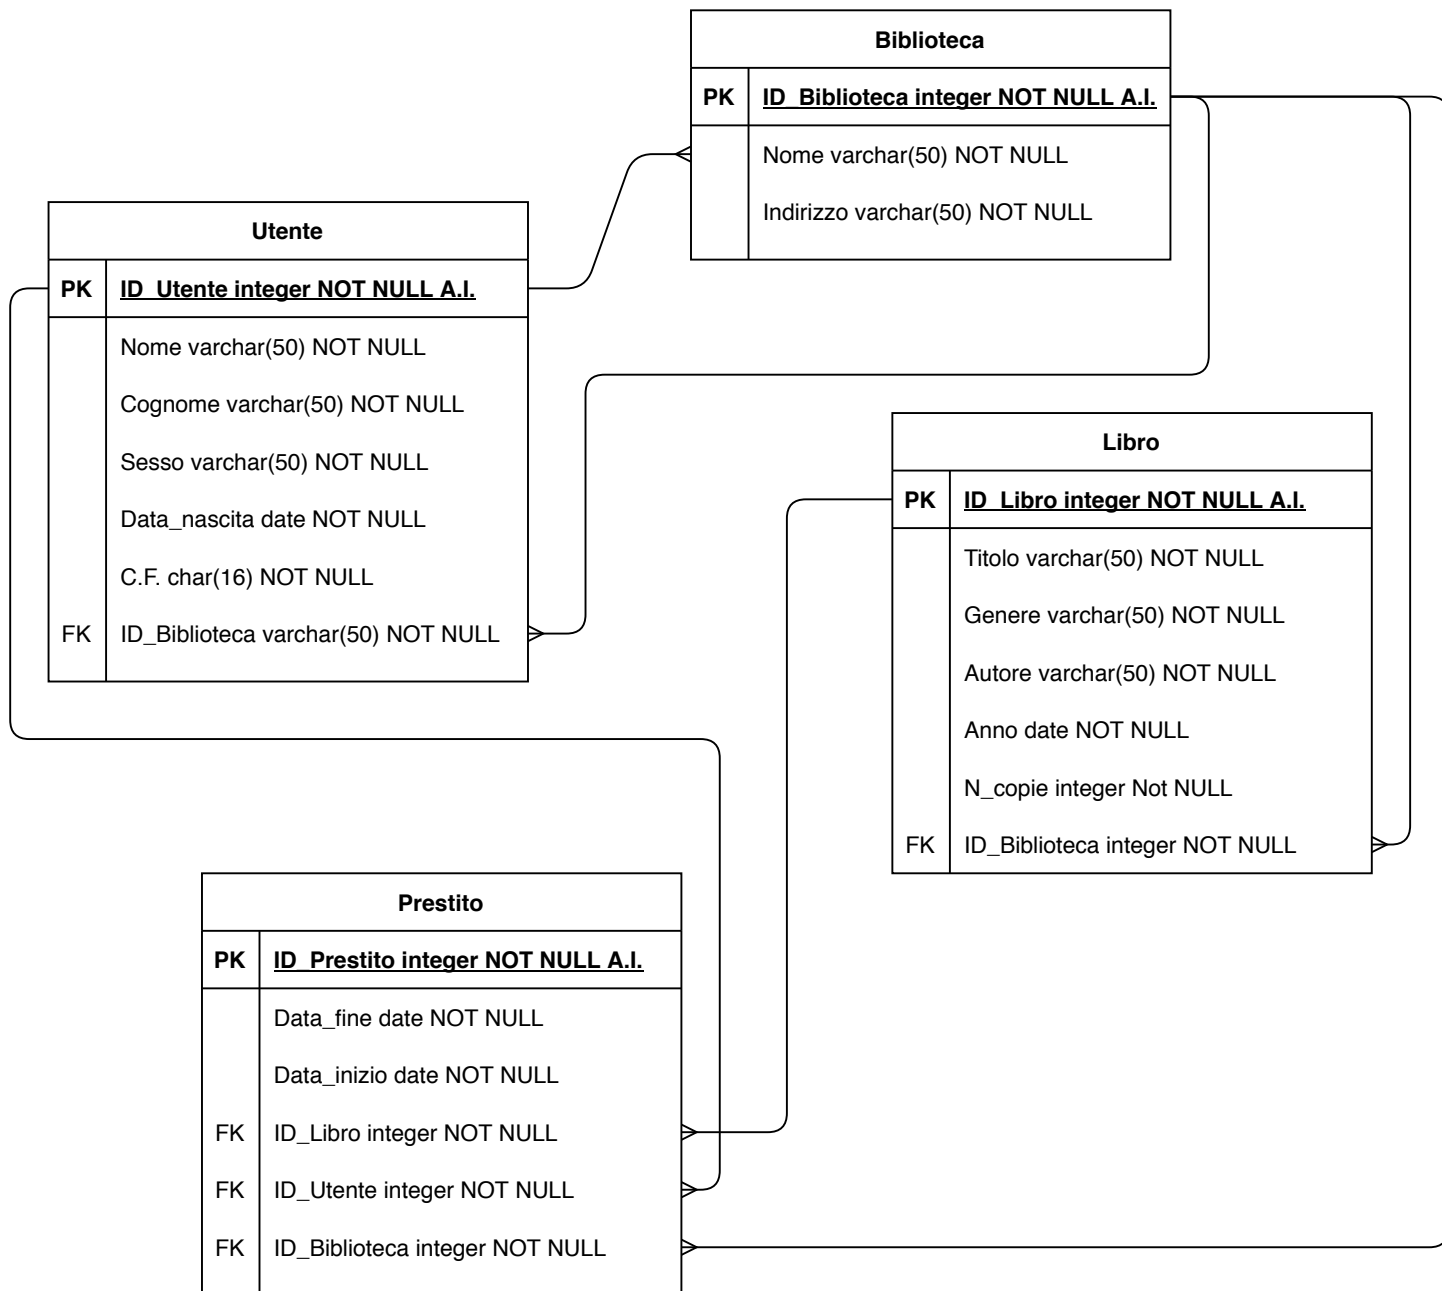 Biblioteca
PK ID_Biblioteca integer NOT NULL A.I.
Nome varchar(50) NOT NULL
Indirizzo varchar(50) NOT NULL
Utente
PK ID_Utente integer NOT NULL A.I.
Nome varchar(50) NOT NULL
Cognome varchar(50) NOT NULL
Sesso varchar(50) NOT NULL
Data_nascita date NOT NULL
C.F. char(16) NOT NULL
FK ID_Biblioteca varchar(50) NOT NULL
Libro
PK ID_Libro integer NOT NULL A.I.
Titolo varchar(50) NOT NULL
Genere varchar(50) NOT NULL
Autore varchar(50) NOT NULL
Anno date NOT NULL
N_copie integer Not NULL
FK ID_Biblioteca integer NOT NULL
Prestito
PK ID_Prestito integer NOT NULL A.I.
Data_fine date NOT NULL
Data_inizio date NOT NULL
FK ID_Libro integer NOT NULL
FK ID_Utente integer NOT NULL
FK ID_Biblioteca integer NOT NULL